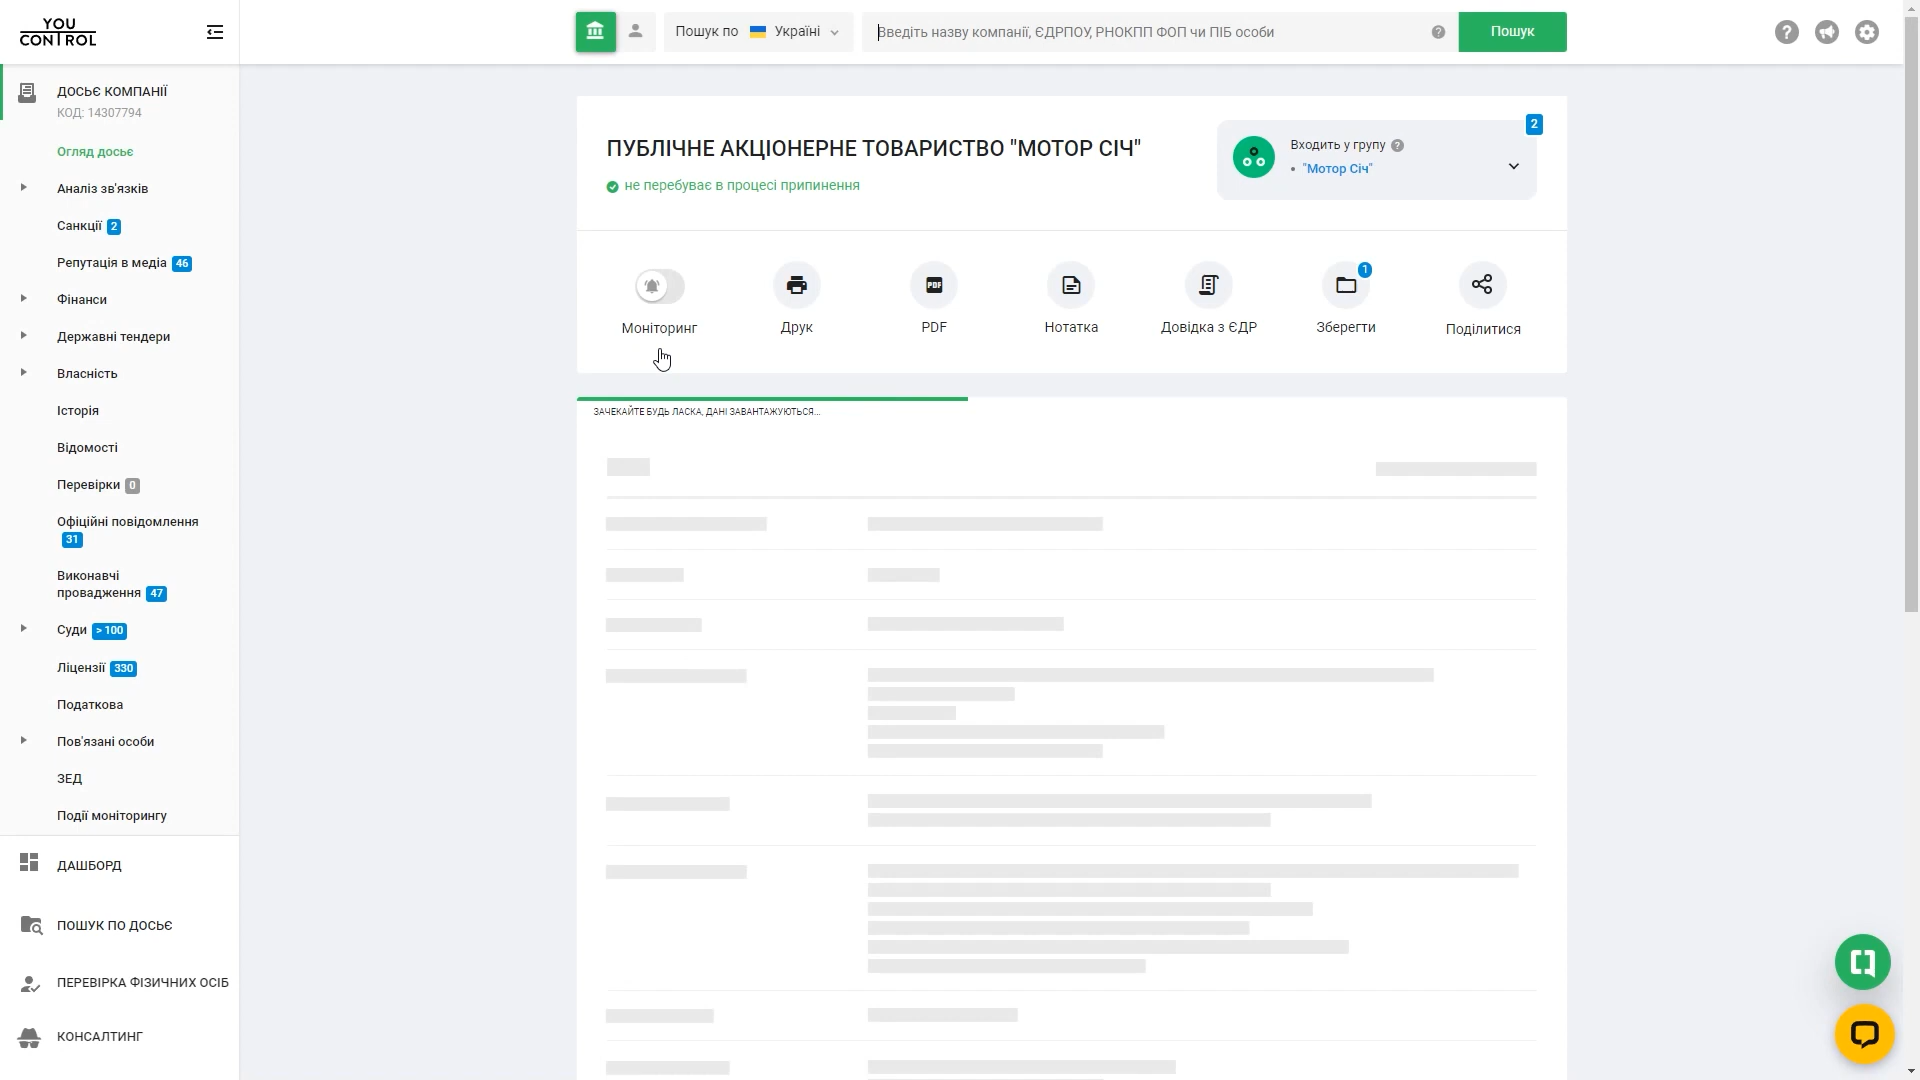 YOU
CONTROL
Пошук по Україні
Введіть назву компанії, ЄДРПОУ, РНОКПП ФОП чи ПІБ особи
?
Пошук
?
ДОСЬЄ КОМПАНІЇ
КОД: 14307794
Огляд досьє
Аналіз зв'язків
Санкції 2
Репутація в медіа 46
Фінанси
Державні тендери
Власність
Історія
Відомості
Перевірки 0
Офіційні повідомлення
31
Виконавчі
провадження 47
Суди > 100
Ліцензії 330
Податкова
Пов'язані особи
ЗЕД
Події моніторингу
ДАШБОРД
ПОШУК ПО ДОСЬЄ
ПЕРЕВІРКА ФІЗИЧНИХ ОСІБ
КОНСАЛТИНГ
ПУБЛІЧНЕ АКЦІОНЕРНЕ ТОВАРИСТВО "МОТОР СІЧ"
не перебуває в процесі припинення
2
Входить у групу ?
• "Мотор Січ"
Моніторинг
Друк
PDF
PDF
Нотатка
Довідка з ЄДР
1
Зберегти
Поділитися
ЗАЧЕКАЙТЕ БУДЬ ЛАСКА, ДАНІ ЗАВАНТАЖУЮТЬСЯ...